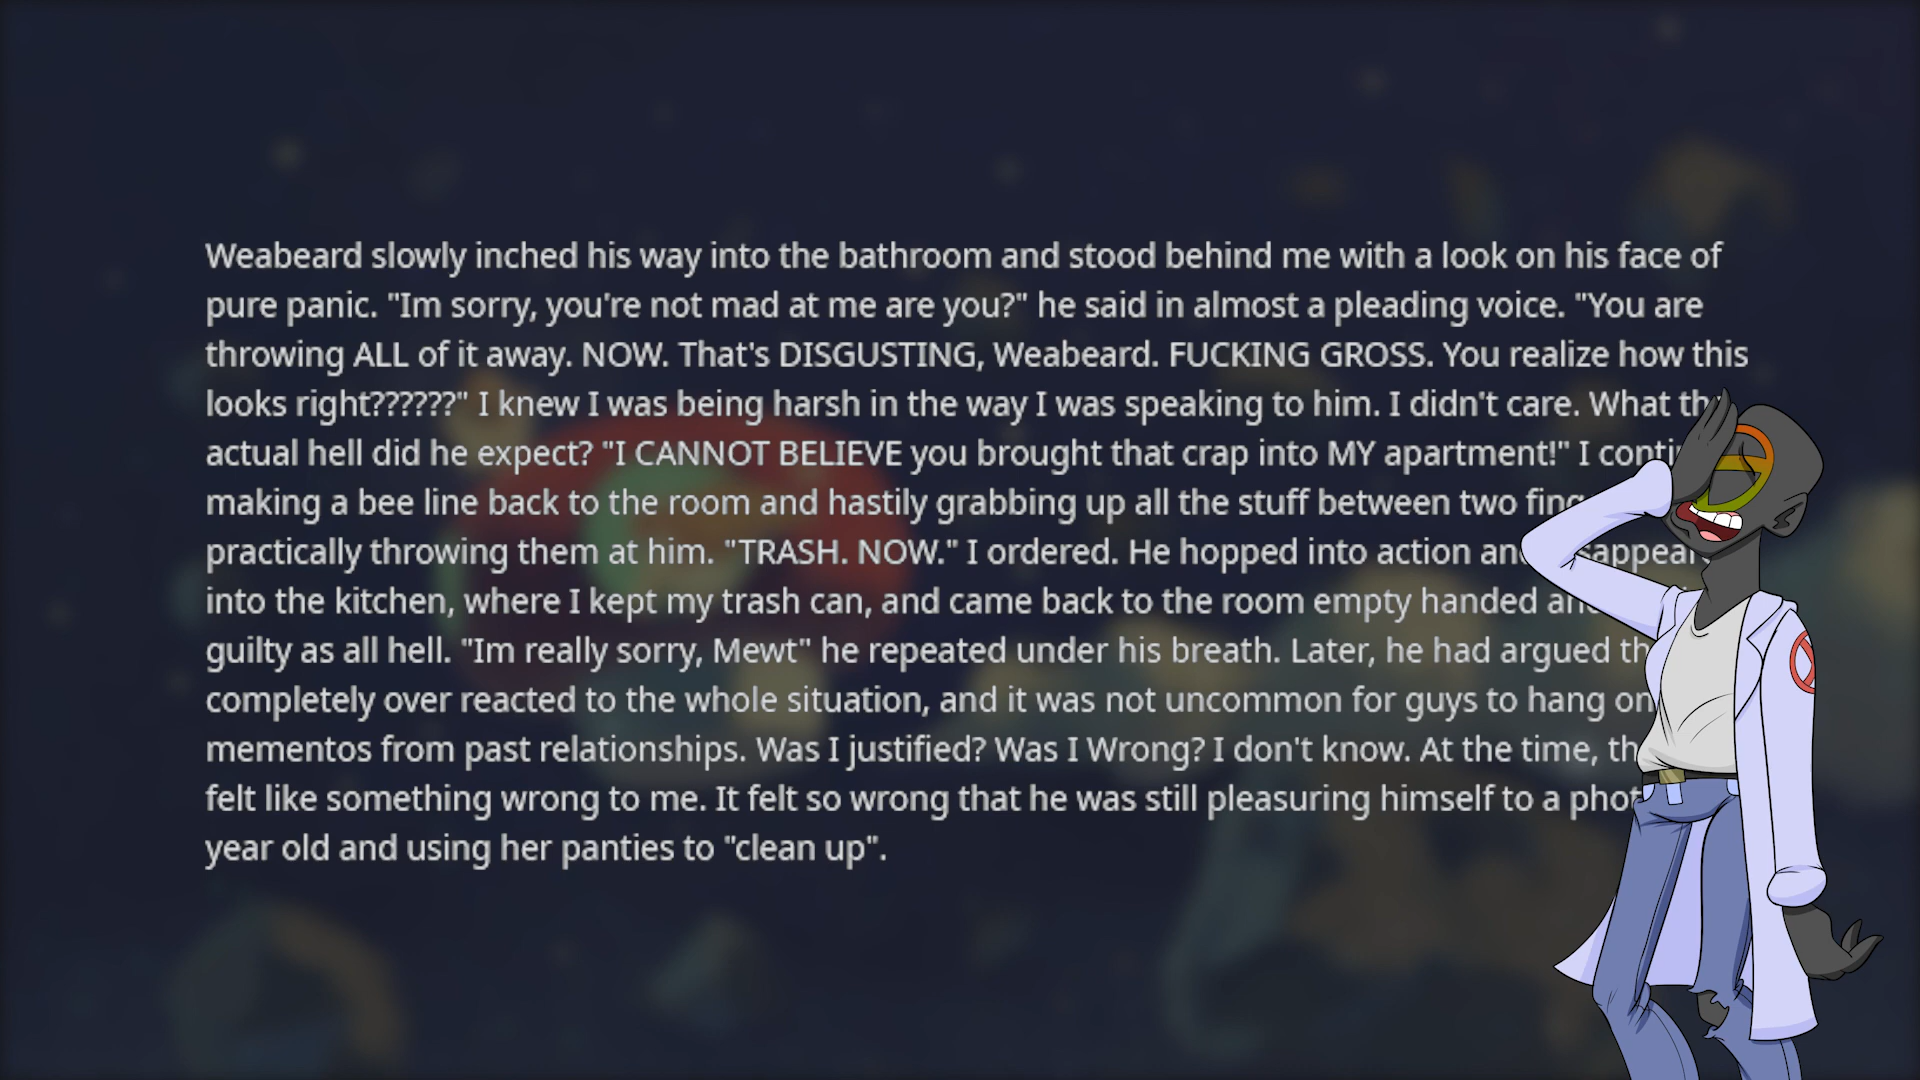 Weabeard slowly inched his way into the bathroom and stood behind me with a look on his face of
pure panic. "Im sorry, you're not mad at me are you?" he said in almost a pleading voice. "You are
throwing ALL of it away. NOW. That's DISGUSTING, Weabeard. FUCKING GROSS. You realize how this
looks right??????" I knew I was being harsh in the way I was speaking to him. I didn't care. What
actual hell did he expect? "I CANNOT BELIEVE you brought that crap into MY apartment!" I
making a bee line back to the room and hastily grabbing up all the stuff between two
practically throwing them at him. "TRASH. NOW." I ordered. He hopped into action
into the kitchen, where I kept my trash can, and came back to the room empty handed
guilty as all hell. "Im really sorry, Mewt" he repeated under his breath. Later, he had argued
completely over reacted to the whole situation, and it was not uncommon for guys to hang
mementos from past relationships. Was I justified? Was I Wrong? I don't know. At the time,
felt like something wrong to me. It felt so wrong that he was still pleasuring himself to a
year old and using her panties to "clean up".